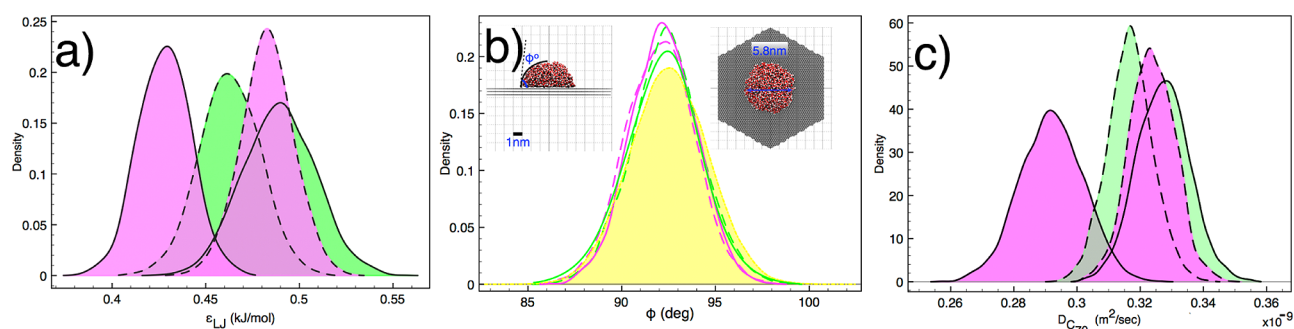 a)
Density
0.25
0.2
0.15
0.1
0.05
0
0.4
0.45
0.5
0.55
ε_LJ (kJ/mol)
b)
φº
1nm
5.8nm
0.2
0.15
0.1
0.05
0
85
90
95
100
Density
ϕ (deg)
c)
60
50
40
30
20
10
0
0.26
0.28
0.3
0.32
0.34
0.36
Density
(m²/sec)
x10⁻⁹